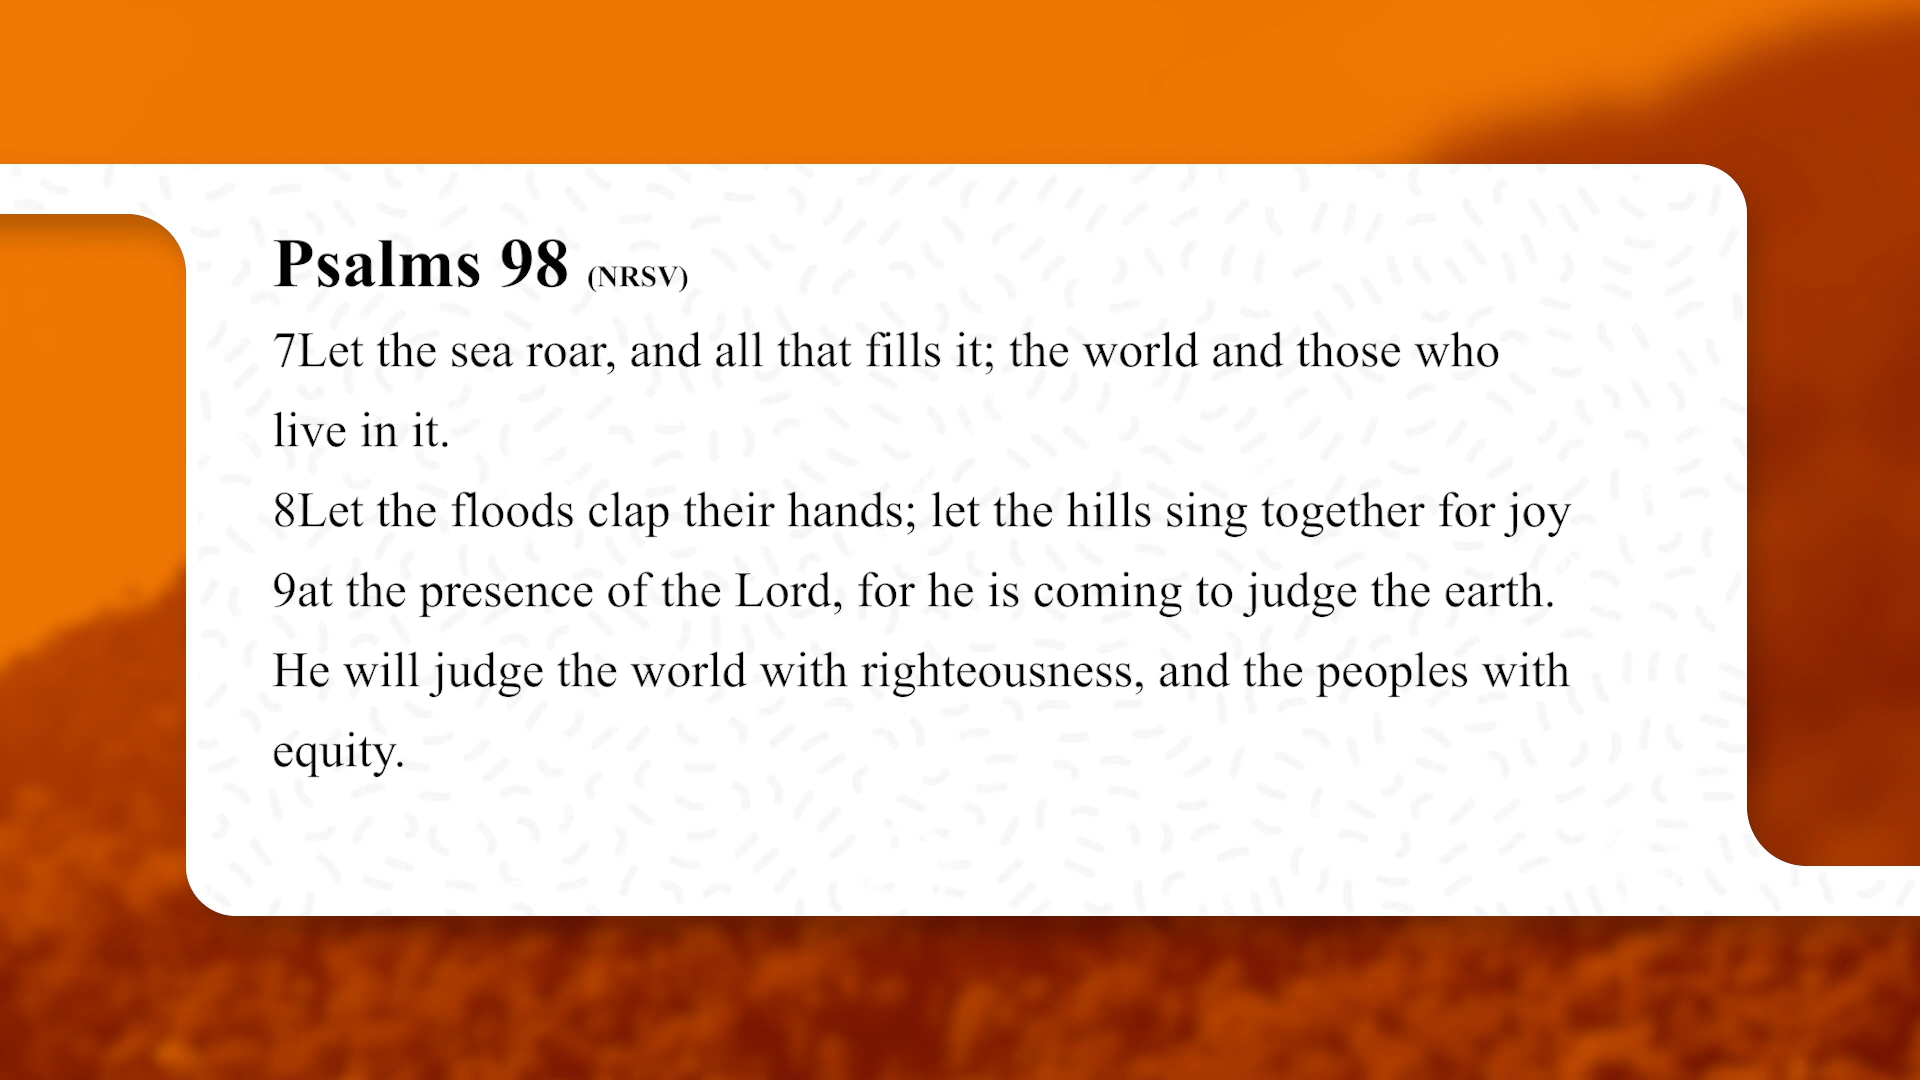 Psalms 98 (NRSV)
7Let the sea roar, and all that fills it; the world and those who
live in it.
8Let the floods clap their hands; let the hills sing together for joy
9at the presence of the Lord, for he is coming to judge the earth.
He will judge the world with righteousness, and the peoples with
equity.